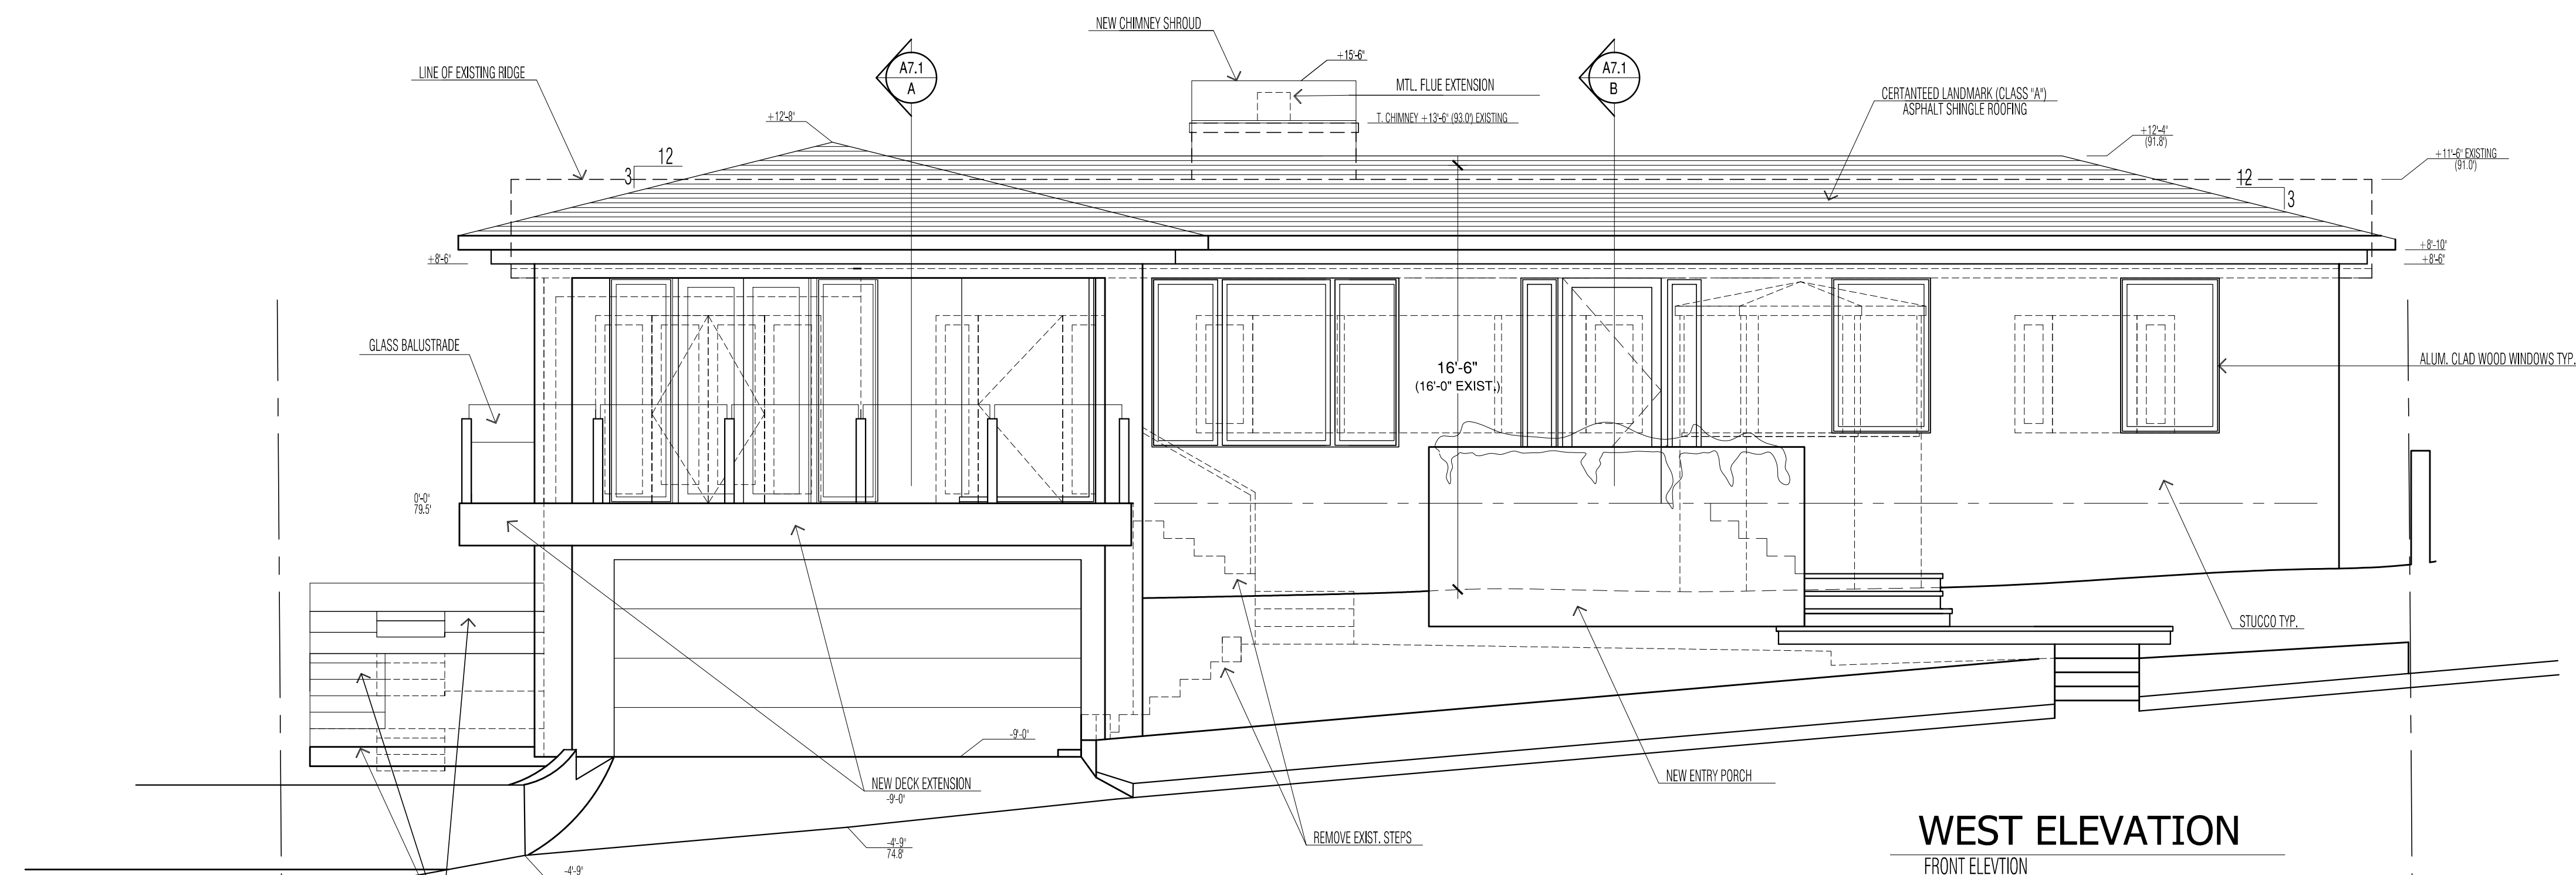 NEW CHIMNEY SHROUD
LINE OF EXISTING RIDGE
A7.1
A
+15'-6"
MTL. FLUE EXTENSION
A7.1
B
CERTANTEED LANDMARK (CLASS "A")
ASPHALT SHINGLE ROOFING
+12'-8"
T. CHIMNEY +13'-6" (93.0') EXISTING
+12'-4"
(91.8')
+11'-6" EXISTING
(91.0')
12
3
12
3
+8'-6"
+8'-10"
+8'-6"
GLASS BALUSTRADE
16'-6"
(16'-0" EXIST.)
ALUM. CLAD WOOD WINDOWS TYP.
0'-0"
79.5'
STUCCO TYP.
-9'-0"
NEW DECK EXTENSION
-9'-0"
NEW ENTRY PORCH
REMOVE EXIST. STEPS
-4'-9"
74.8'
-4'-9"
WEST ELEVATION
FRONT ELEVTION